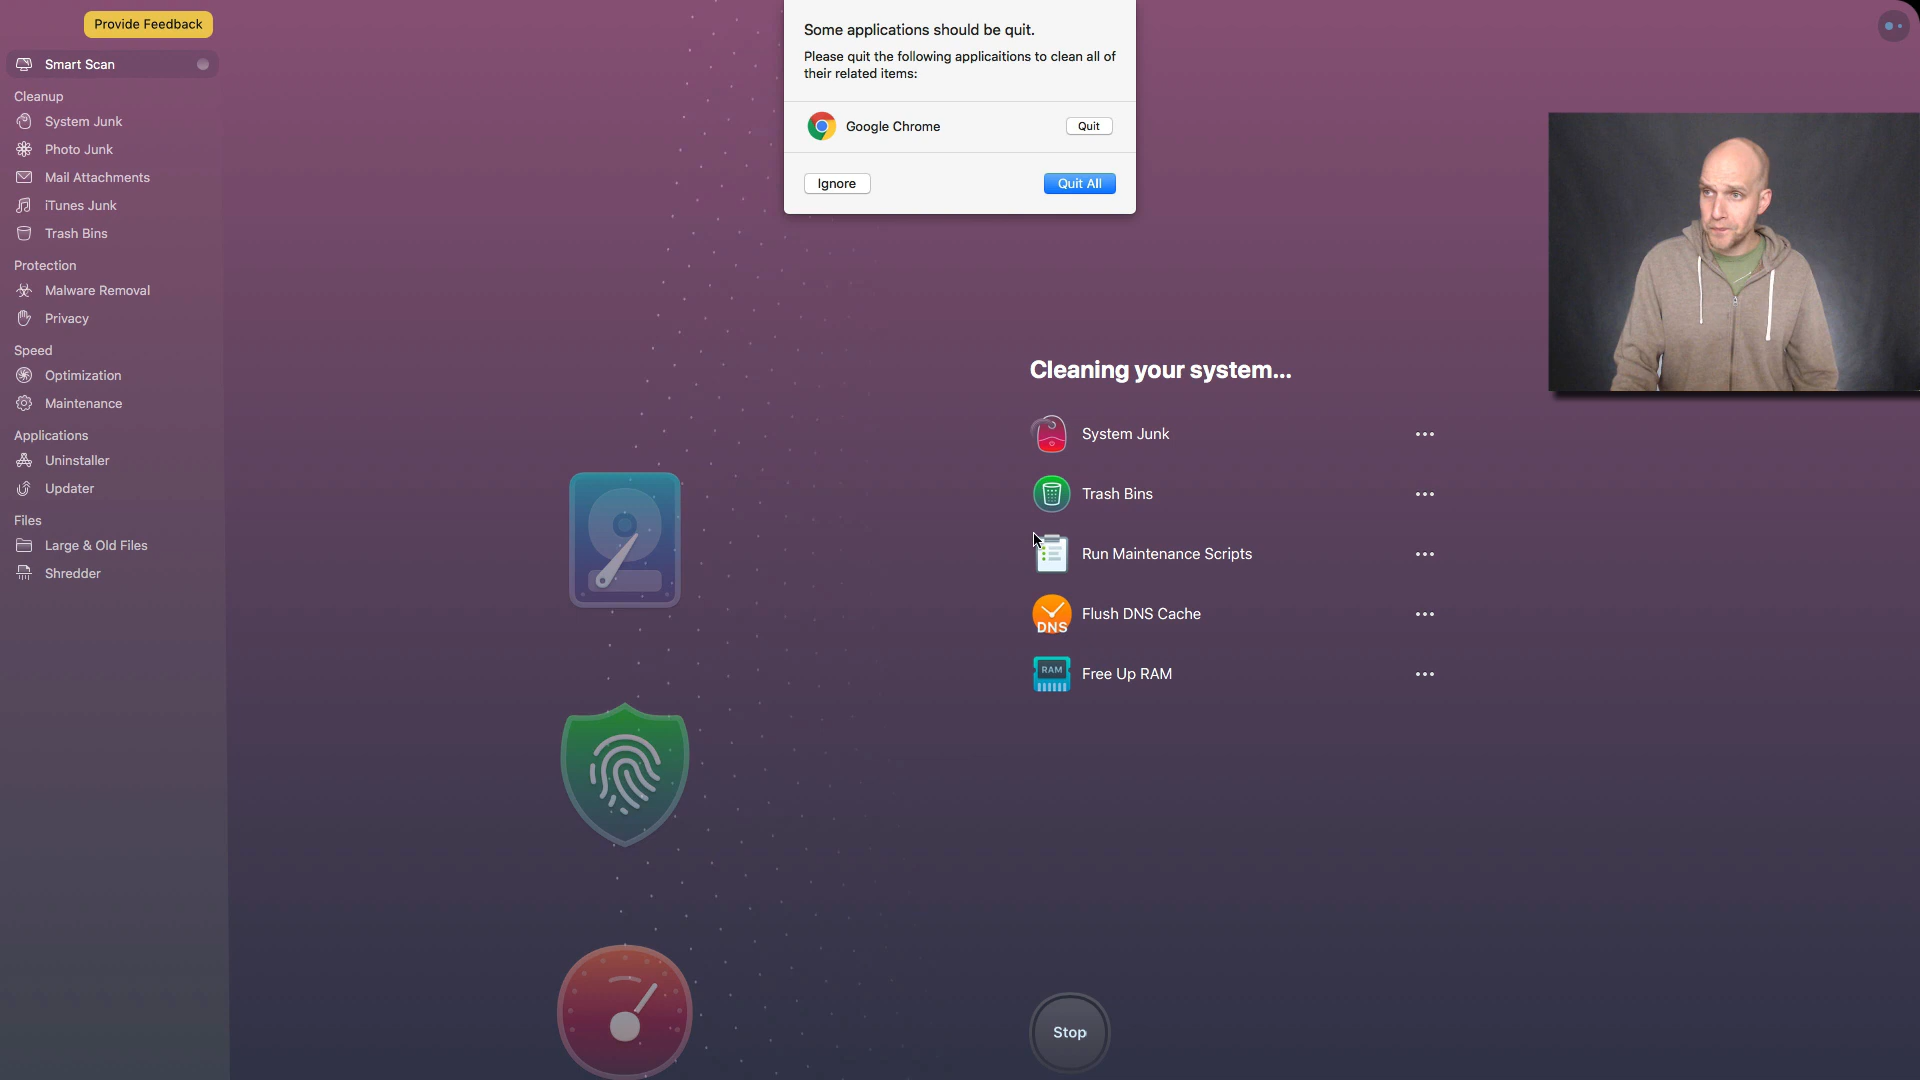 Provide Feedback
Smart Scan
Cleanup
System Junk
Photo Junk
Mail Attachments
iTunes Junk
Trash Bins
Protection
Malware Removal
Privacy
Speed
Optimization
Maintenance
Applications
Uninstaller
Updater
Files
Large & Old Files
Shredder
Some applications should be quit.
Please quit the following applicaitions to clean all of
their related items:
Google Chrome
Quit
Ignore
Quit All
Cleaning your system...
System Junk
Trash Bins
Run Maintenance Scripts
DNS
Flush DNS Cache
RAM
Free Up RAM
Stop